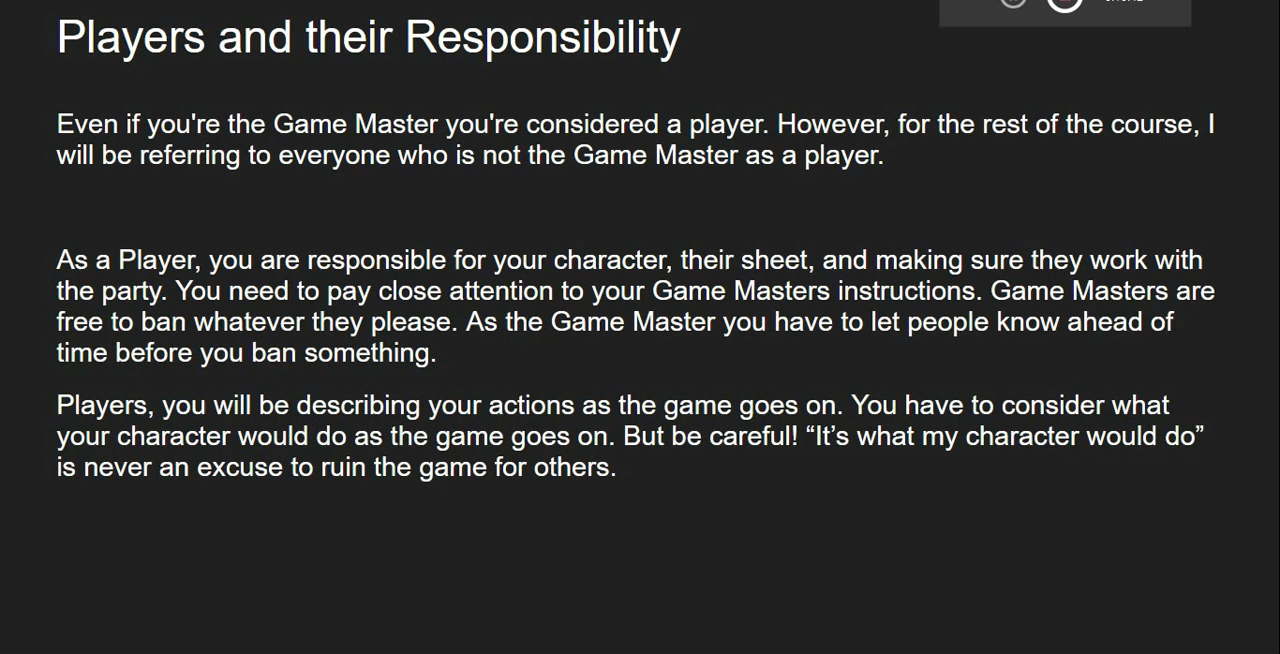 Players and their Responsibility
Even if you're the Game Master you're considered a player. However, for the rest of the course, I
will be referring to everyone who is not the Game Master as a player.
As a Player, you are responsible for your character, their sheet, and making sure they work with
the party. You need to pay close attention to your Game Masters instructions. Game Masters are
free to ban whatever they please. As the Game Master you have to let people know ahead of
time before you ban something.
Players, you will be describing your actions as the game goes on. You have to consider what
your character would do as the game goes on. But be careful! “It’s what my character would do”
is never an excuse to ruin the game for others.